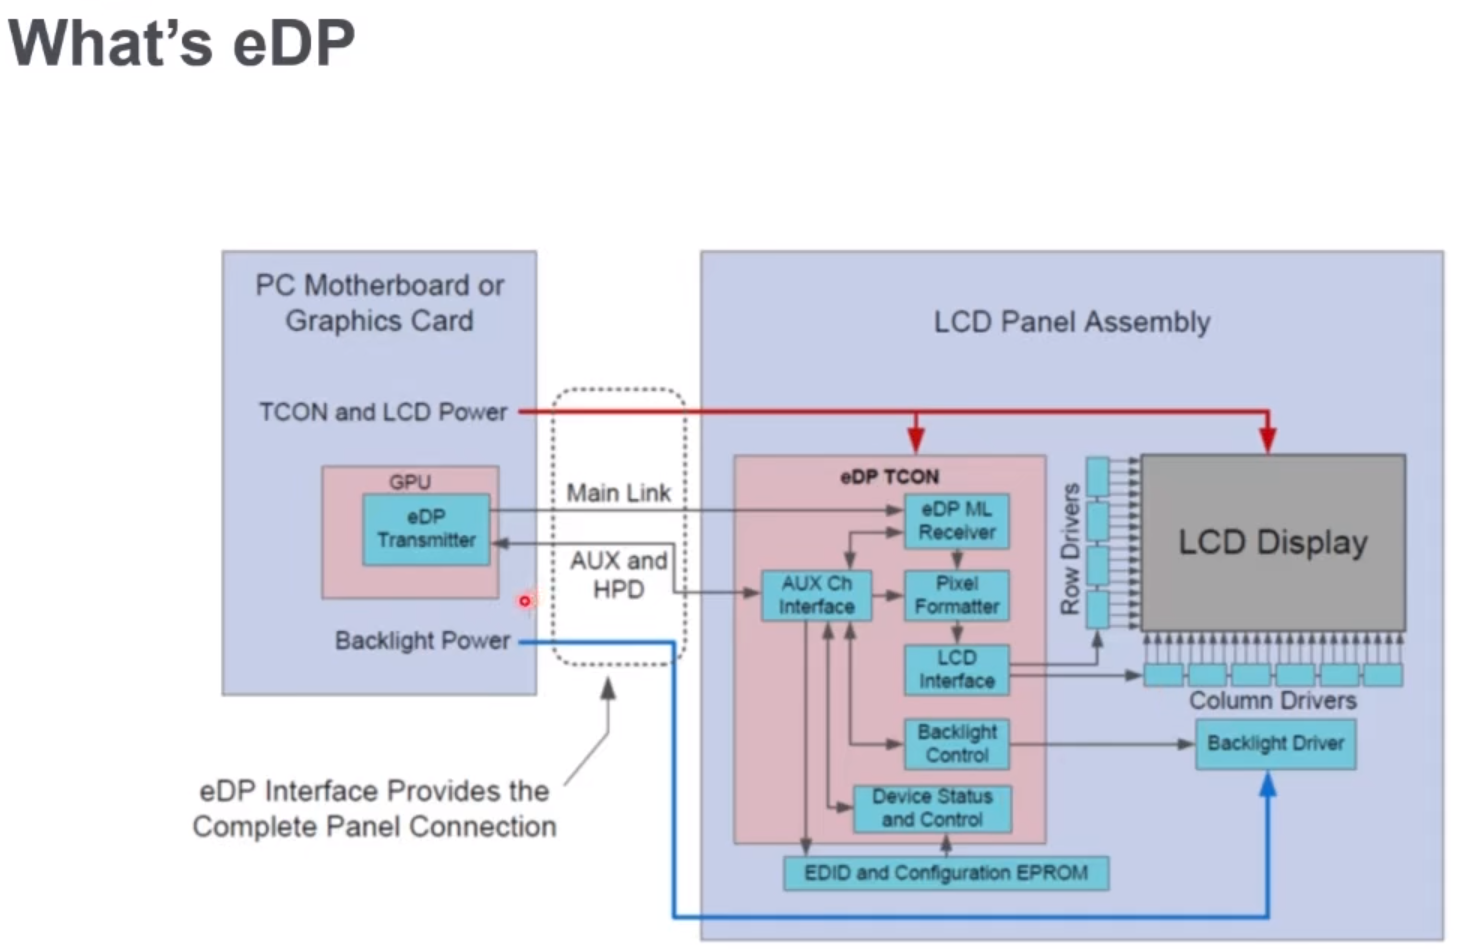 What's eDP
PC Motherboard or
Graphics Card
LCD Panel Assembly
TCON and LCD Power
GPU
eDP
Transmitter
Main Link
AUX and
HPD
Backlight Power
eDP Interface Provides the
Complete Panel Connection
eDP TCON
eDP ML
Receiver
AUX Ch
Interface
Pixel
Formatter
LCD
Interface
Backlight
Control
Device Status
and Control
EDID and Configuration EPROM
Row Drivers
LCD Display
Column Drivers
Backlight Driver